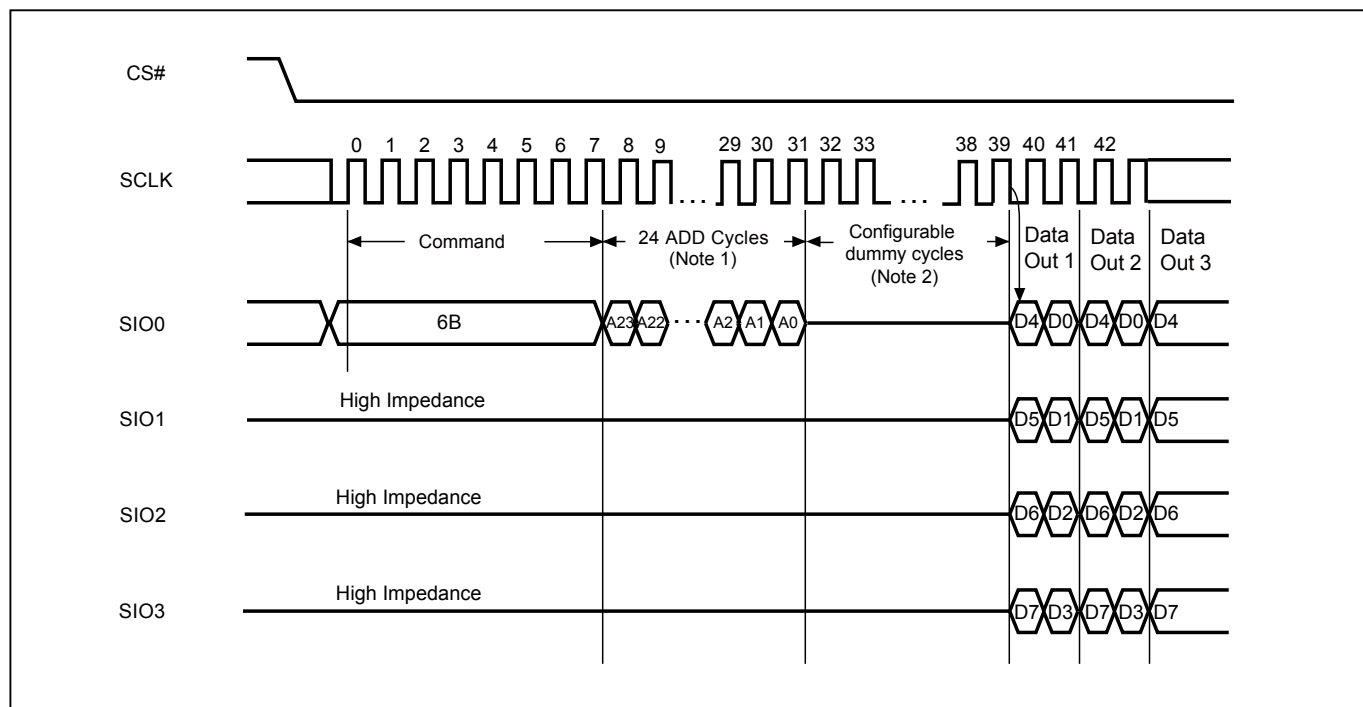 CS#
0 1 2 3 4 5 6 7 8 9 29 30 31 32 33 38 39 40 41 42
SCLK
Command
24 ADD Cycles
(Note 1)
Configurable
dummy cycles
(Note 2)
Data
Out 1
Data
Out 2
Data
Out 3
SIO0
6B
A23 A22 A2 A1 A0
D4 D0 D4 D0 D4
High Impedance
SIO1
D5 D1 D5 D1 D5
High Impedance
SIO2
D6 D2 D6 D2 D6
High Impedance
SIO3
D7 D3 D7 D3 D7